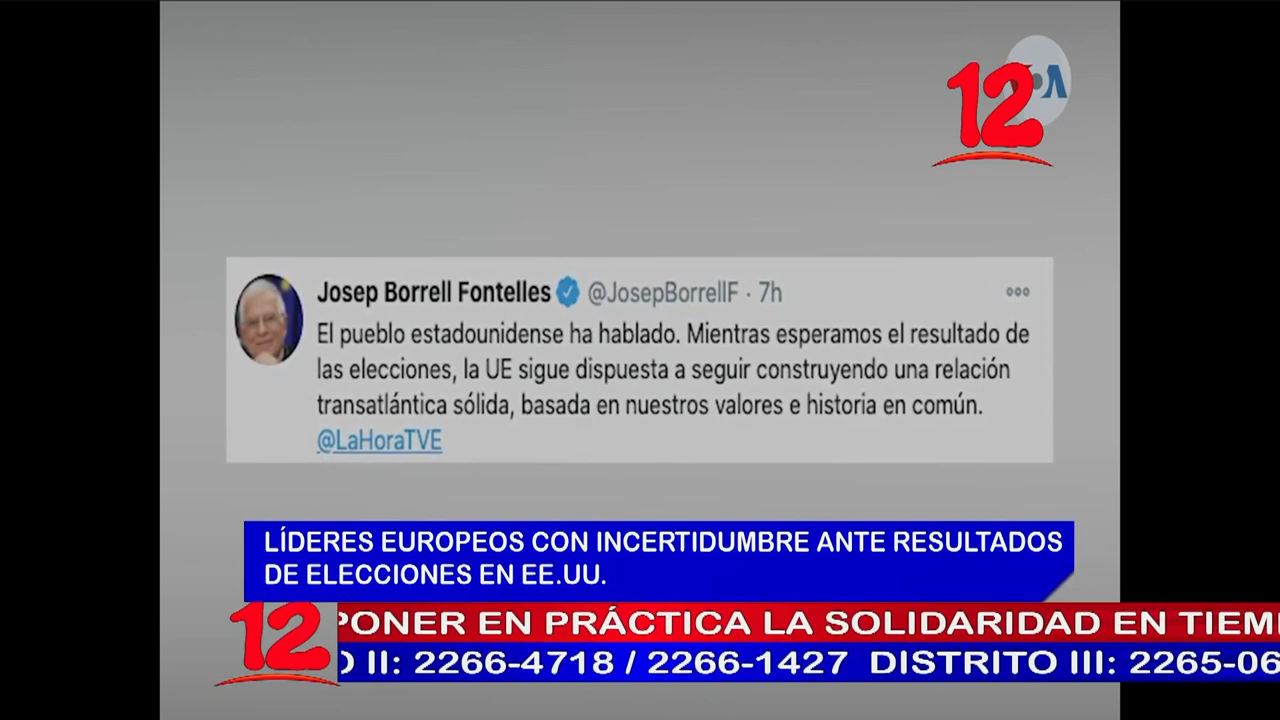 12
Josep Borrell Fontelles @JosepBorrellF · 7h
El pueblo estadounidense ha hablado. Mientras esperamos el resultado de
las elecciones, la UE sigue dispuesta a seguir construyendo una relación
transatlántica sólida, basada en nuestros valores e historia en común.
@LaHoraTVE
LÍDERES EUROPEOS CON INCERTIDUMBRE ANTE RESULTADOS
DE ELECCIONES EN EE.UU.
12
PONER EN PRÁCTICA LA SOLIDARIDAD EN
II: 2266-4718 / 2266-1427 DISTRITO III: